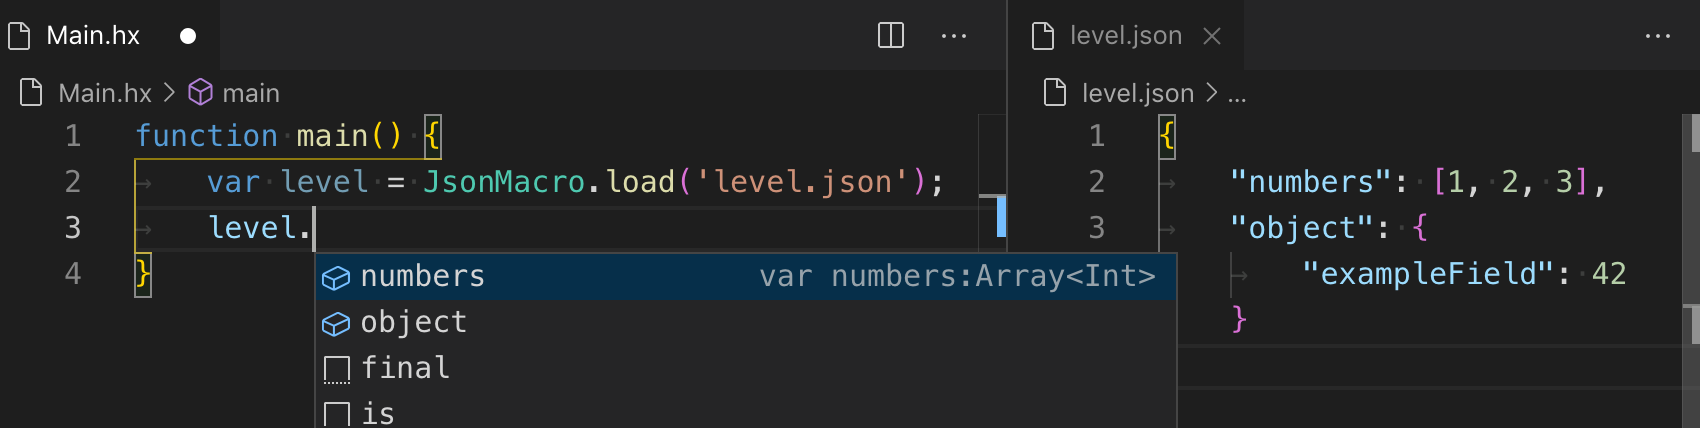 Main.hx
Main.hx > main
1 function main() {
2 var level = JsonMacro.load('level.json');
3 level.
4 }
numbers var numbers:Array<Int>
object
final
is
level.json
level.json > ...
1 {
2 "numbers": [1, 2, 3],
3 "object": {
"exampleField": 42
}